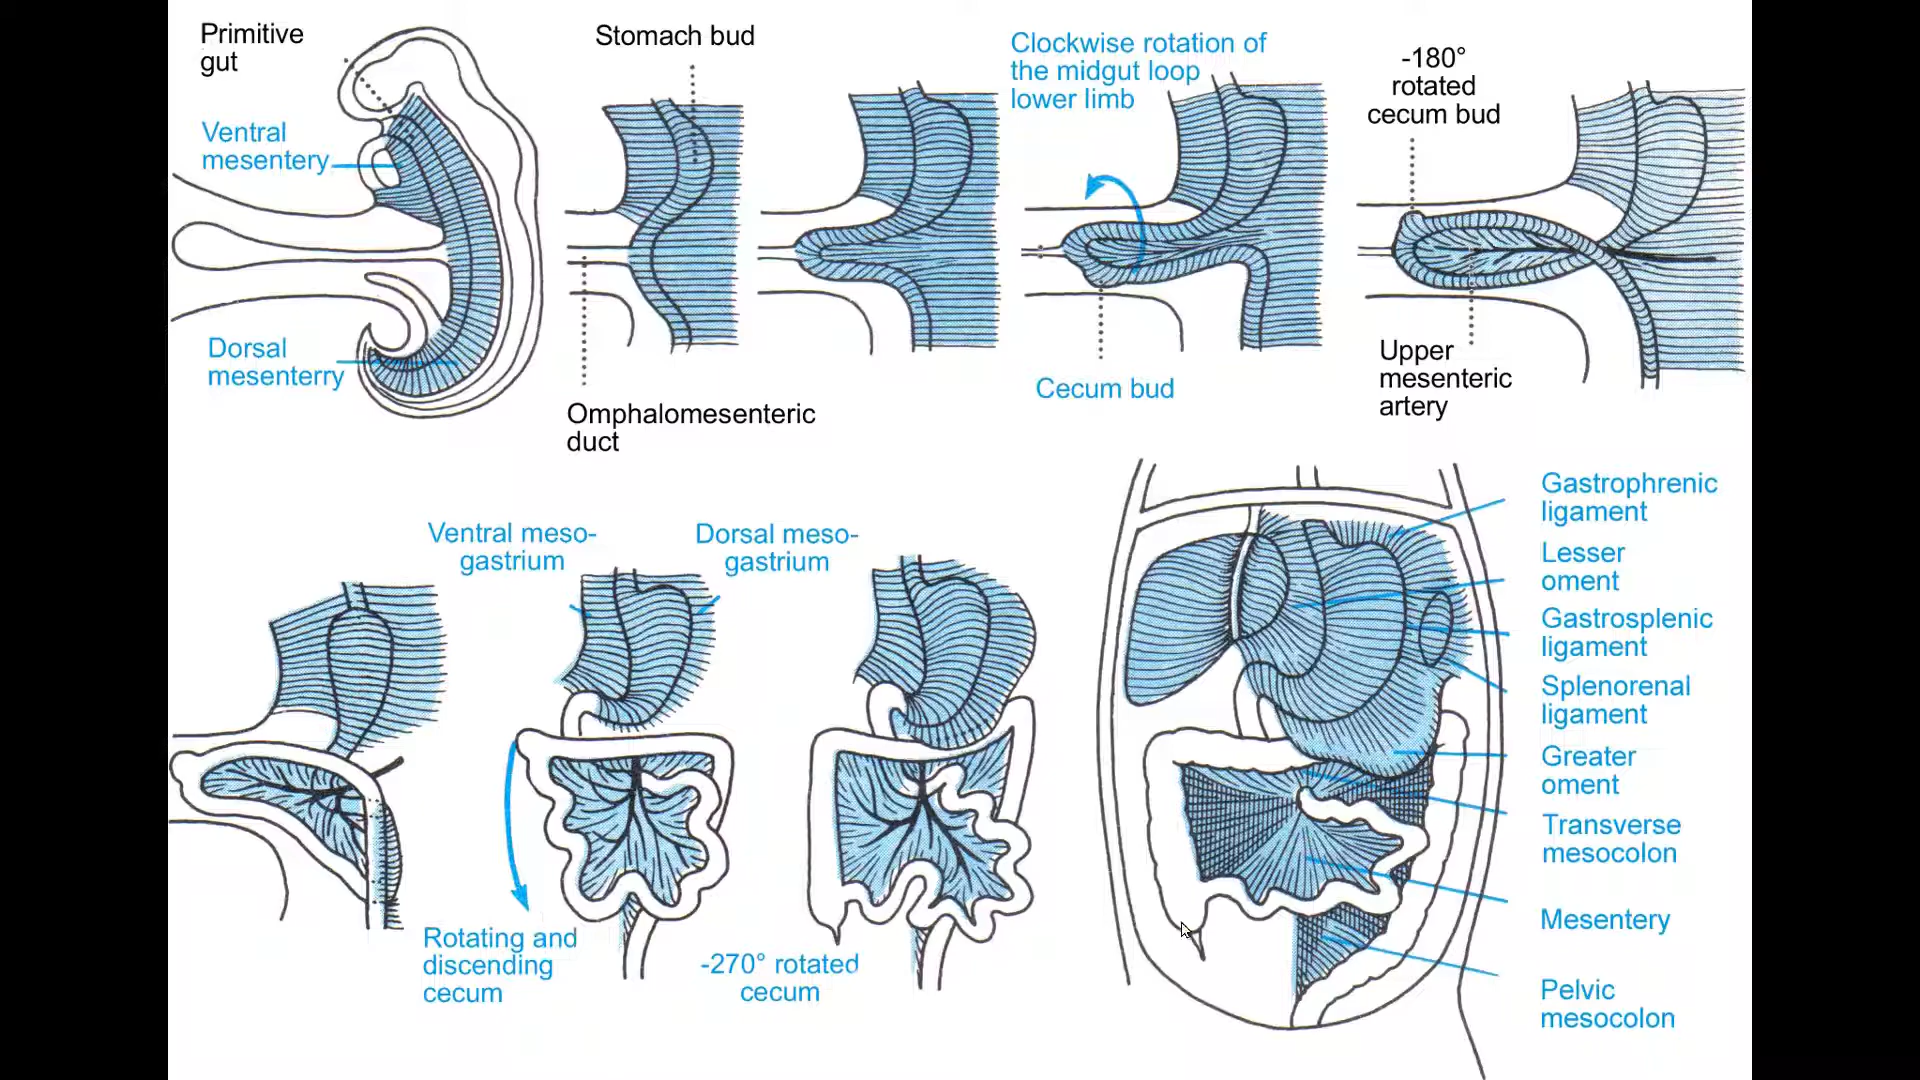 Primitive
gut
Ventral
mesentery
Dorsal
mesenterry
Stomach bud
Omphalomesenteric
duct
Clockwise rotation of
the midgut loop
lower limb
Cecum bud
-180°
rotated
cecum bud
Upper
mesenteric
artery
Ventral meso-
gastrium
Dorsal meso-
gastrium
Rotating and
discending
cecum
-270° rotated
cecum
Gastrophrenic
ligament
Lesser
oment
Gastrosplenic
ligament
Splenorenal
ligament
Greater
oment
Transverse
mesocolon
Mesentery
Pelvic
mesocolon